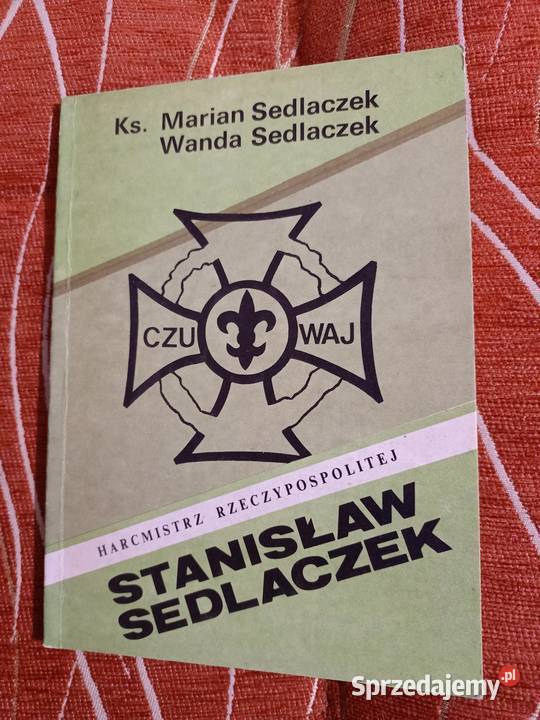 Ks. Marian Sedlaczek
Wanda Sedlaczek
CZU WAJ
HARCMISTRZ RZECZYPOSPOLITEJ
STANISŁAW
SEDLACZEK
Sprzedajemy.pl